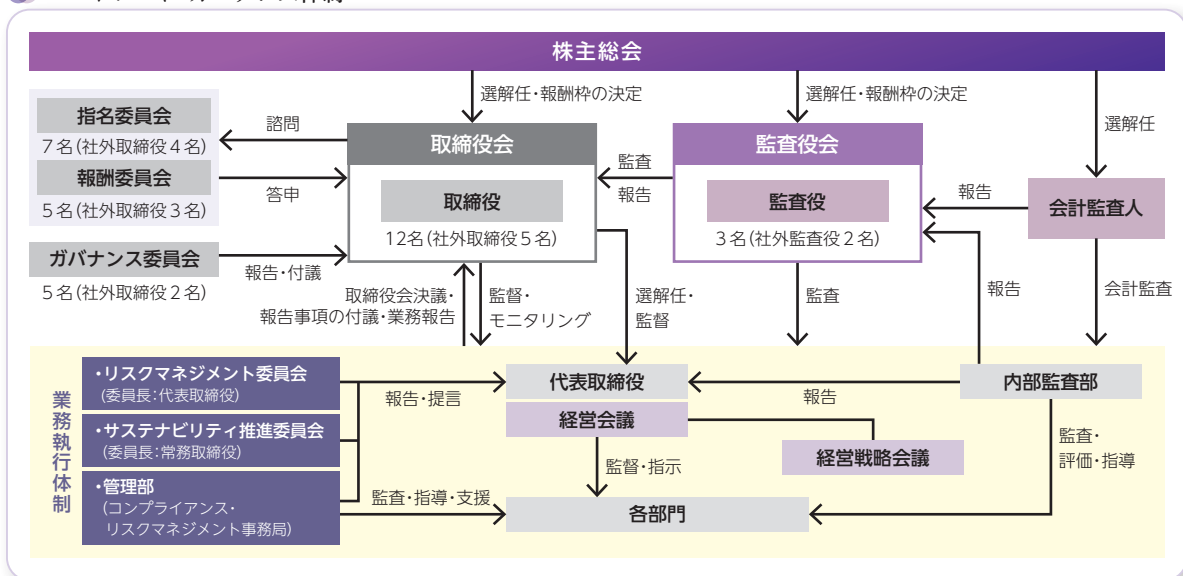 株主総会
選解任・報酬枠の決定
選解任・報酬枠の決定
選解任
指名委員会
7名(社外取締役4名)
報酬委員会
5名(社外取締役3名)
諮問
答申
取締役会
取締役
12名(社外取締役5名)
監査
報告
監査役会
監査役
3名(社外監査役2名)
報告
会計監査人
ガバナンス委員会
5名(社外取締役2名)
報告・付議
取締役会決議・
報告事項の付議・業務報告
監督・
モニタリング
選解任・
監督
監査
報告
会計監査
業務執行体制
・リスクマネジメント委員会
(委員長:代表取締役)
・サステナビリティ推進委員会
(委員長:常務取締役)
・管理部
(コンプライアンス・
リスクマネジメント事務局)
報告・提言
監査・指導・支援
代表取締役
経営会議
報告
内部監査部
経営戦略会議
監督・指示
監査・
評価・指導
各部門